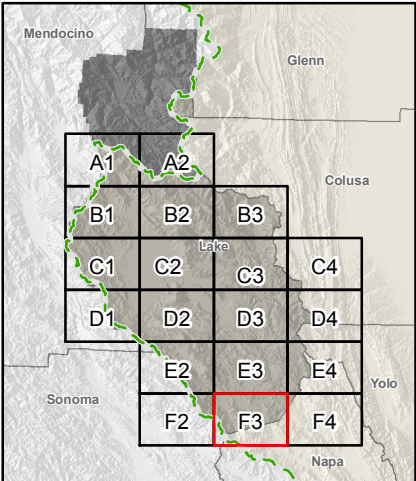 Mendocino
Glenn
A1 A2
Colusa
B1 B2 B3
Lake
C1 C2 C3 C4
D1 D2 D3 D4
E2 E3 E4
Yolo
Sonoma
F2 F3 F4
Napa